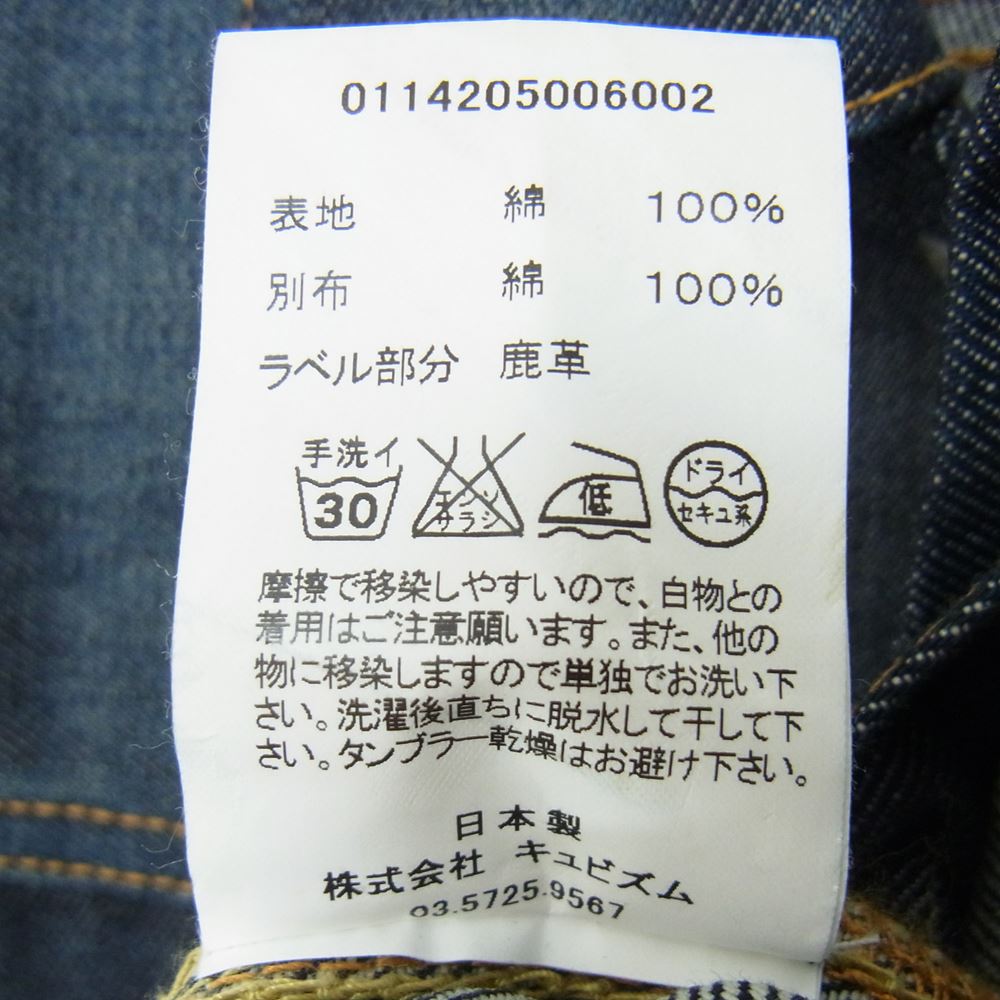 0114205006002
表地 綿 100%
別布 綿 100%
ラベル部分 鹿革
手洗イ
30
エンソ
サラシ
低
ドライ
セキユ系
摩擦で移染しやすいので、白物との
着用はご注意願います。また、他の
物に移染しますので単独でお洗い下
さい。洗濯後直ちに脱水して干して下
さい。タンブラー乾燥はお避け下さい。
日本製
株式会社 キュビズム
03.5725.9567